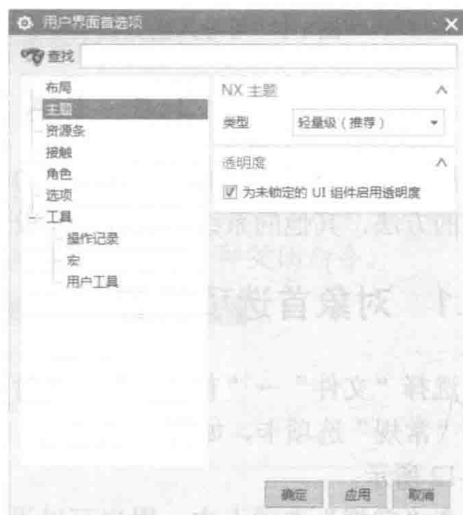 用户界面首选项
查找
布局
主题
资源条
接触
角色
选项
工具
操作记录
宏
用户工具
NX 主题
类型 轻量级（推荐）
透明度
为未锁定的 UI 组件启用透明度
确定 应用 取消